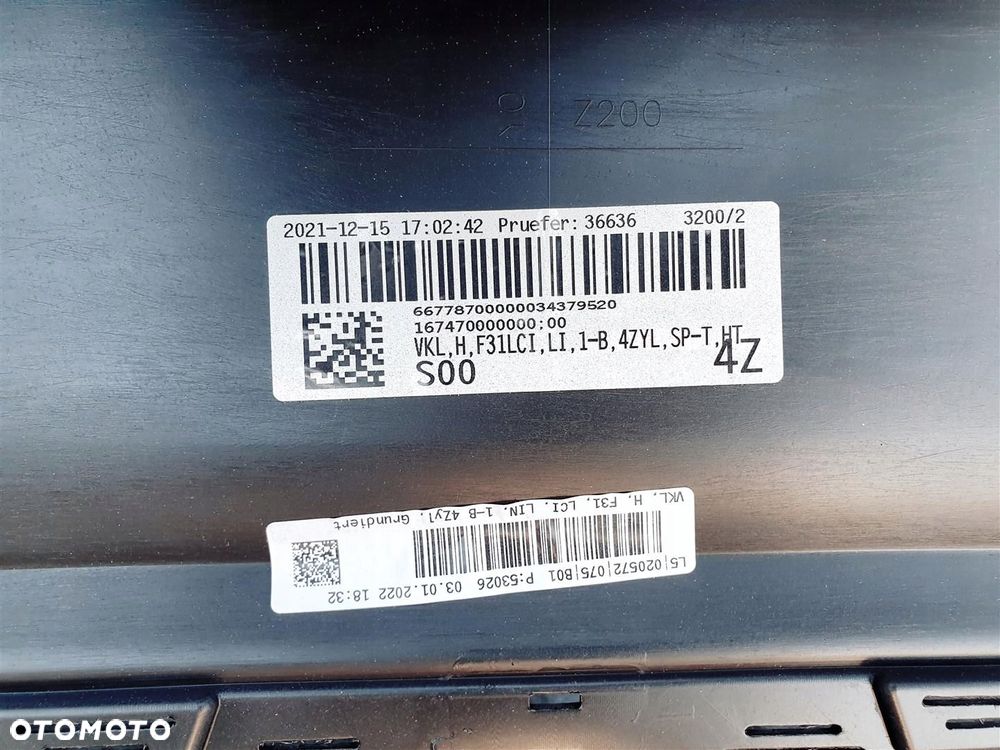 Z200
2021-12-15 17:02:42 Pruefer: 36636 3200/2
66778700000034379520
167470000000:00
VKL,H,F31LCI,LI,1-B,4ZYL,SP-T,HT
S00 4Z
VKL. H. F31. LCI. LIN. 1-B 4Zyl. Grundiert
L5|020572|075|B01 P:53026 03.01.2022 18:32
OTOMOTO